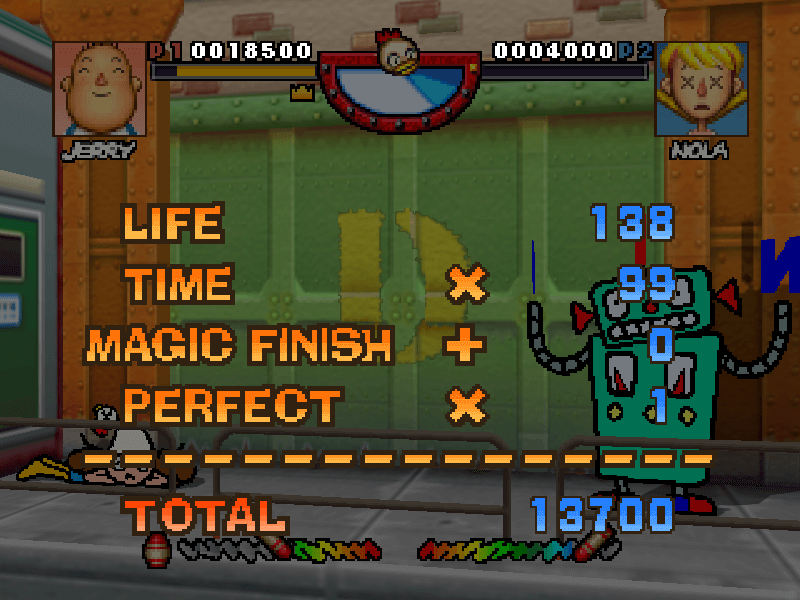 P1 0018500 0004000 P2
JERRY NOLA
D
LIFE 138
TIME × 99
MAGIC FINISH + 0
PERFECT × 1
TOTAL 13700